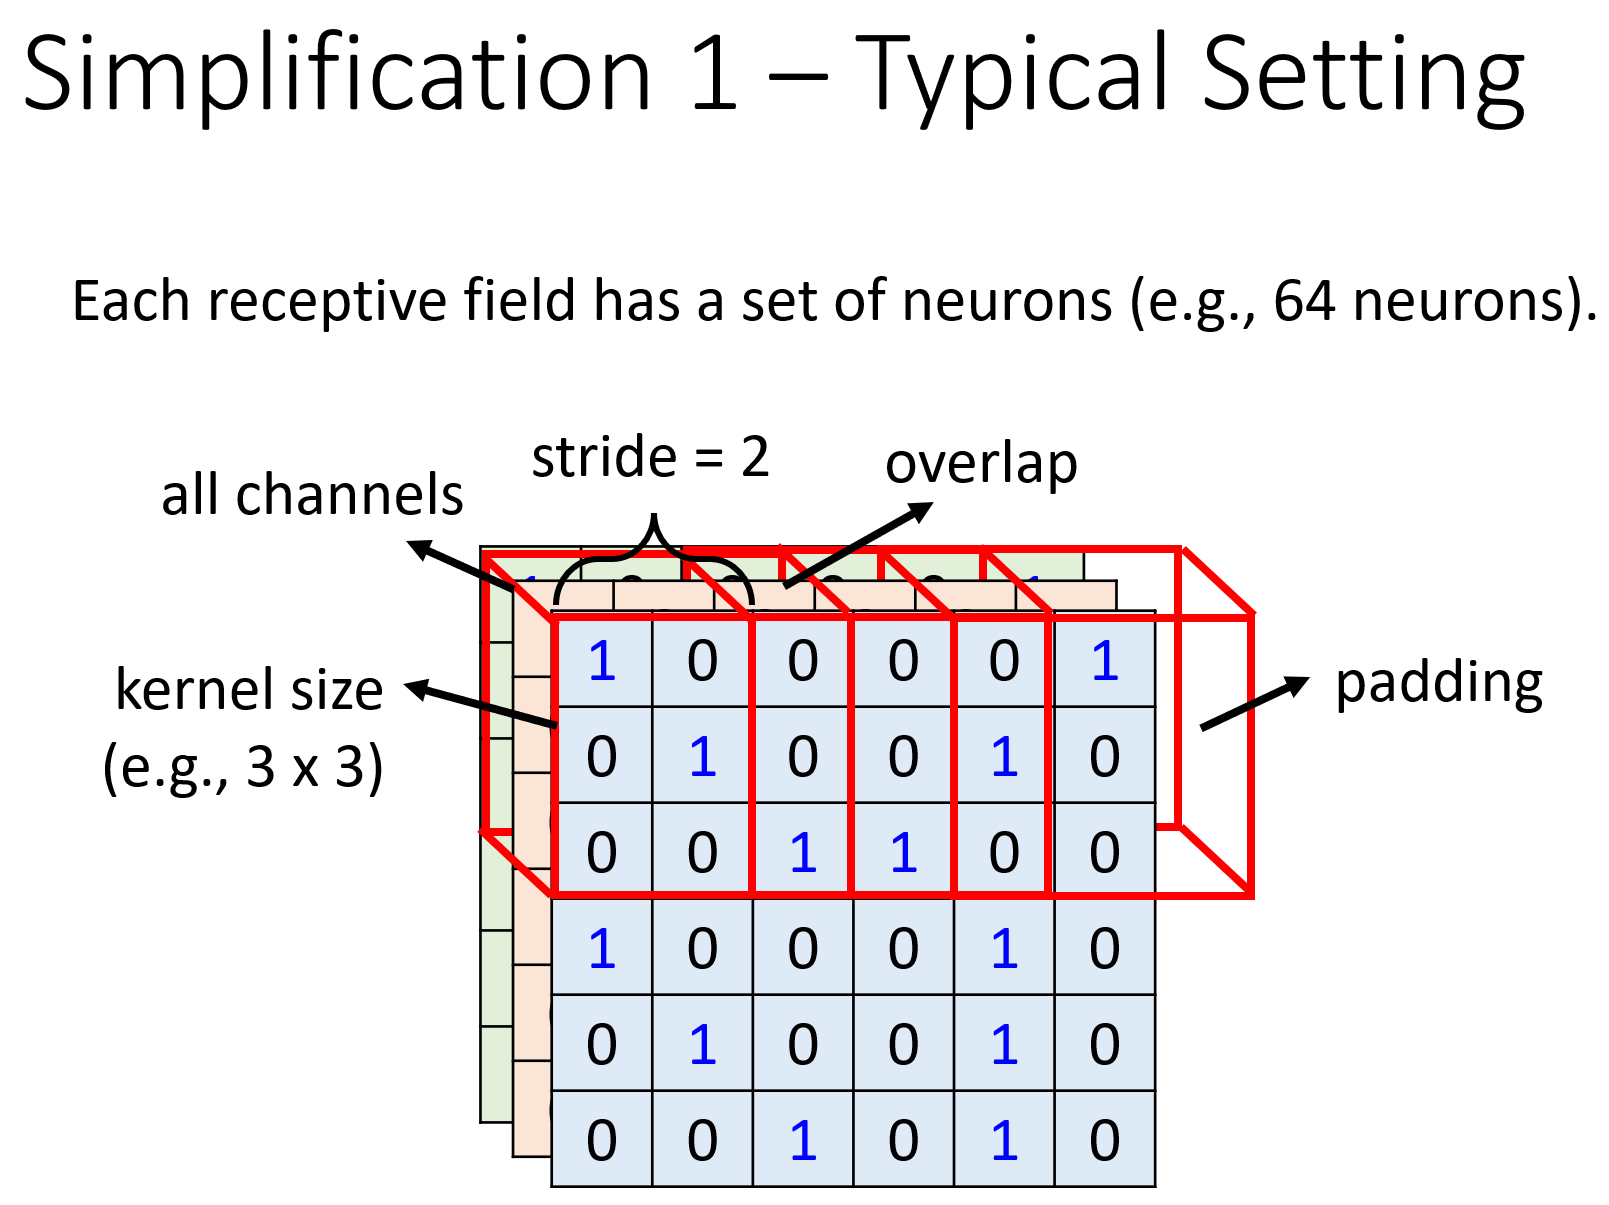 Simplification 1 – Typical Setting
Each receptive field has a set of neurons (e.g., 64 neurons).
stride = 2
overlap
all channels
kernel size
(e.g., 3 x 3)
padding
1 0 0 0 0 1
0 1 0 0 1 0
0 0 1 1 0 0
1 0 0 0 1 0
0 1 0 0 1 0
0 0 1 0 1 0